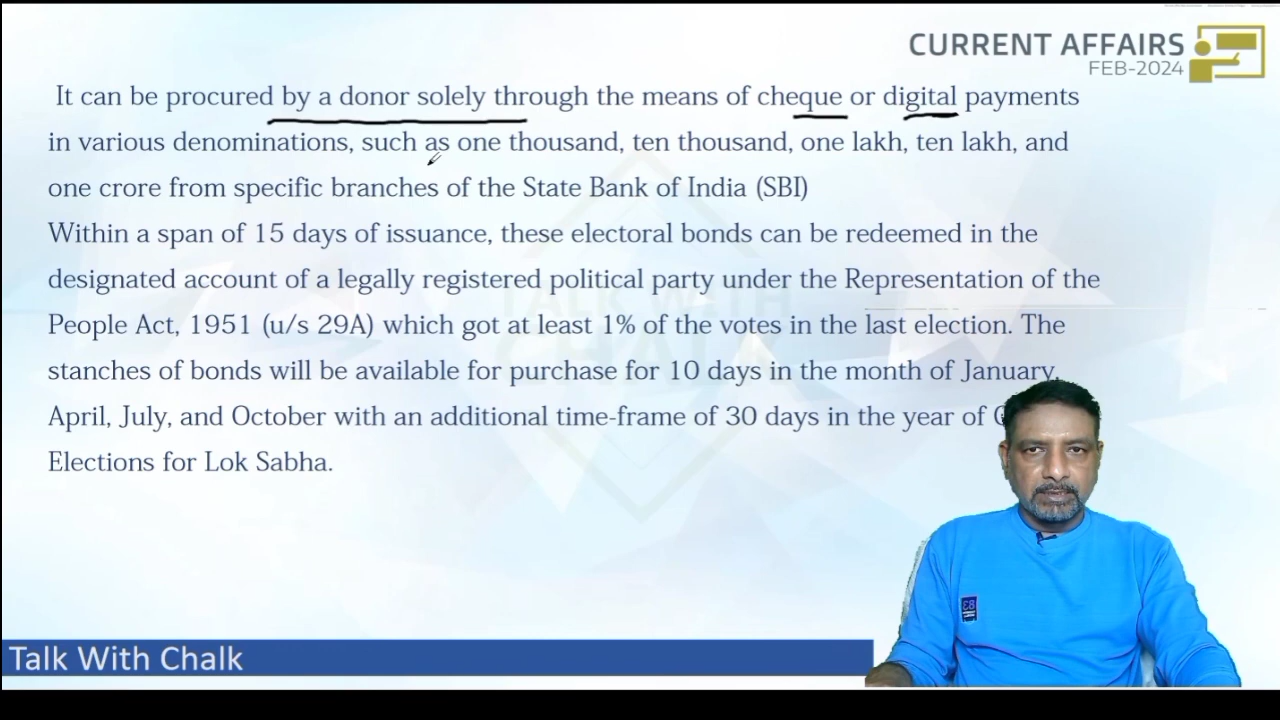 CURRENT AFFAIRS
FEB-2024
It can be procured by a donor solely through the means of cheque or digital payments
in various denominations, such as one thousand, ten thousand, one lakh, ten lakh, and
one crore from specific branches of the State Bank of India (SBI)
Within a span of 15 days of issuance, these electoral bonds can be redeemed in the
designated account of a legally registered political party under the Representation of the
People Act, 1951 (u/s 29A) which got at least 1% of the votes in the last election. The
stanches of bonds will be available for purchase for 10 days in the month of January,
April, July, and October with an additional time-frame of 30 days in the year of
Elections for Lok Sabha.
TALK WITH
CHALK
Talk With Chalk